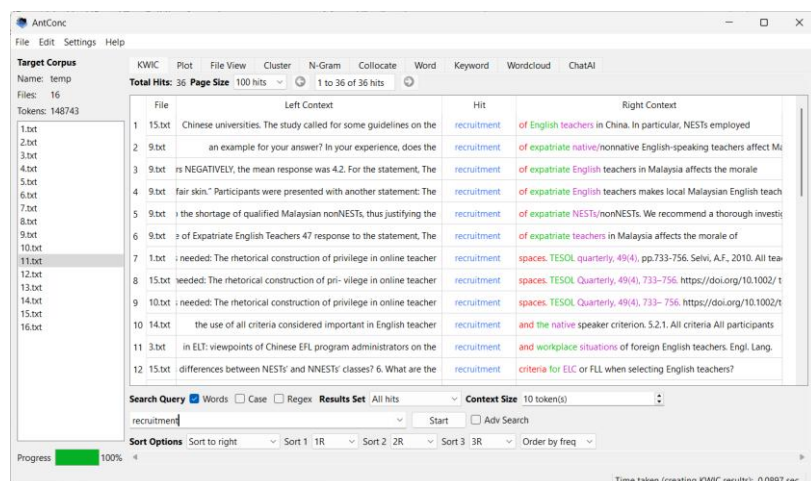 AntConc
File Edit Settings Help
Target Corpus
Name: temp
Files: 16
Tokens: 148743
1.txt
2.txt
3.txt
4.txt
5.txt
6.txt
7.txt
8.txt
9.txt
10.txt
11.txt
12.txt
13.txt
14.txt
15.txt
16.txt
Progress 100%
KWIC Plot File View Cluster N-Gram Collocate Word Keyword Wordcloud ChatAI
Total Hits: 36 Page Size 100 hits 1 to 36 of 36 hits
File Left Context Hit Right Context
1 15.txt Chinese universities. The study called for some guidelines on the recruitment of English teachers in China. In particular, NESTs employed
2 9.txt an example for your answer? In your experience, does the recruitment of expatriate native/nonnative English-speaking teachers affect Ma
3 9.txt rs NEGATIVELY, the mean response was 4.2. For the statement, The recruitment of expatriate English teachers in Malaysia affects the morale
4 9.txt fair skin." Participants were presented with another statement: The recruitment of expatriate English teachers makes local Malaysian English teach
5 9.txt the shortage of qualified Malaysian nonNESTs, thus justifying the recruitment of expatriate NESTs/nonNESTs. We recommend a thorough investig
6 9.txt e of Expatriate English Teachers 47 response to the statement, The recruitment of expatriate teachers in Malaysia affects the morale of
7 1.txt needed: The rhetorical construction of privilege in online teacher recruitment spaces. TESOL quarterly, 49(4), pp.733-756. Selvi, A.F., 2010. All tea
8 15.txt needed: The rhetorical construction of pri- vilege in online teacher recruitment spaces. TESOL Quarterly, 49(4), 733–756. https://doi.org/10.1002/ t
9 10.txt needed: The rhetorical construction of privilege in online teacher recruitment spaces. TESOL Quarterly, 49(4), 733– 756. https://doi.org/10.1002/t
10 14.txt the use of all criteria considered important in English teacher recruitment and the native speaker criterion. 5.2.1. All criteria All participants
11 3.txt in ELT: viewpoints of Chinese EFL program administrators on the recruitment and workplace situations of foreign English teachers. Engl. Lang.
12 15.txt differences between NESTs' and NNESTs' classes? 6. What are the recruitment criteria for ELC or FLL when selecting English teachers?
Search Query Words Case Regex Results Set All hits Context Size 10 token(s)
recruitment Start Adv Search
Sort Options Sort to right Sort 1 1R Sort 2 2R Sort 3 3R Order by freq
Time taken (creating KWIC results): 0.0897 sec